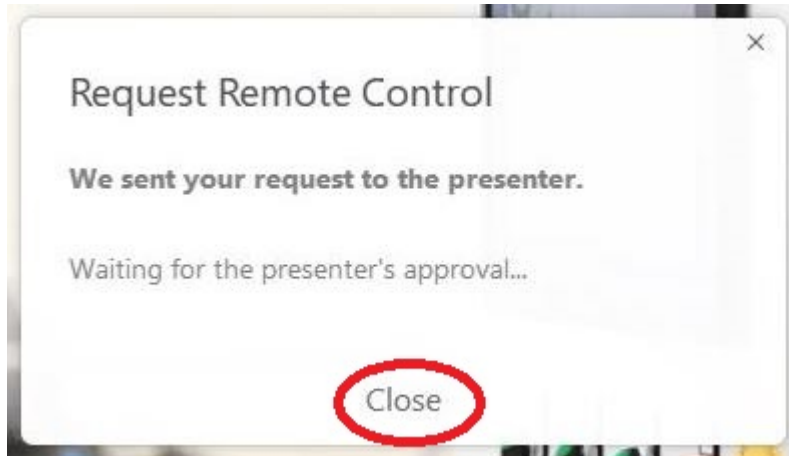 Request Remote Control
We sent your request to the presenter.
Waiting for the presenter's approval...
Close